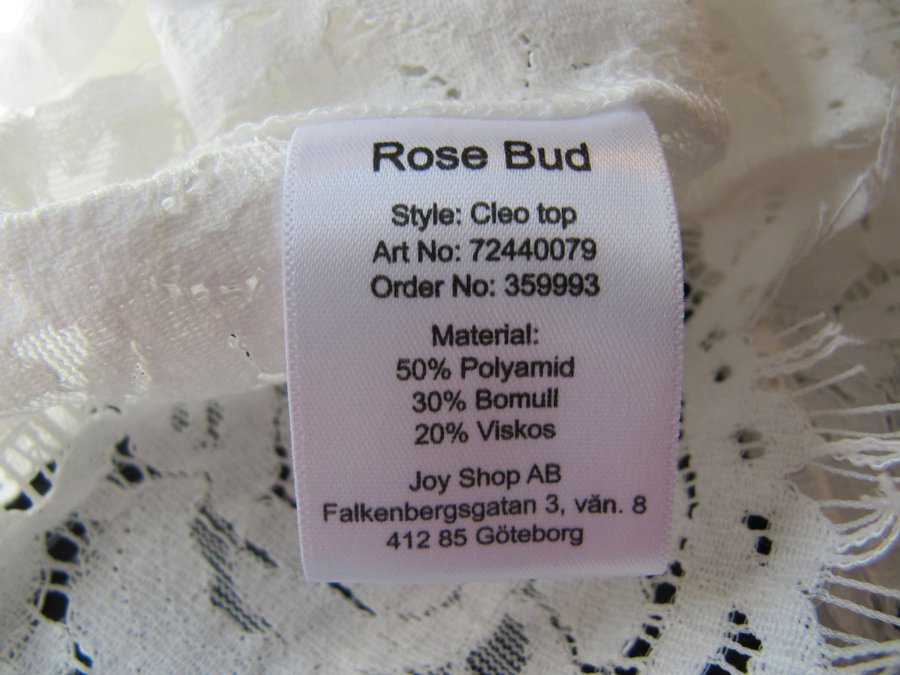 Rose Bud
Style: Cleo top
Art No: 72440079
Order No: 359993
Material:
50% Polyamid
30% Bomull
20% Viskos
Joy Shop AB
Falkenbergsgatan 3, vån. 8
412 85 Göteborg